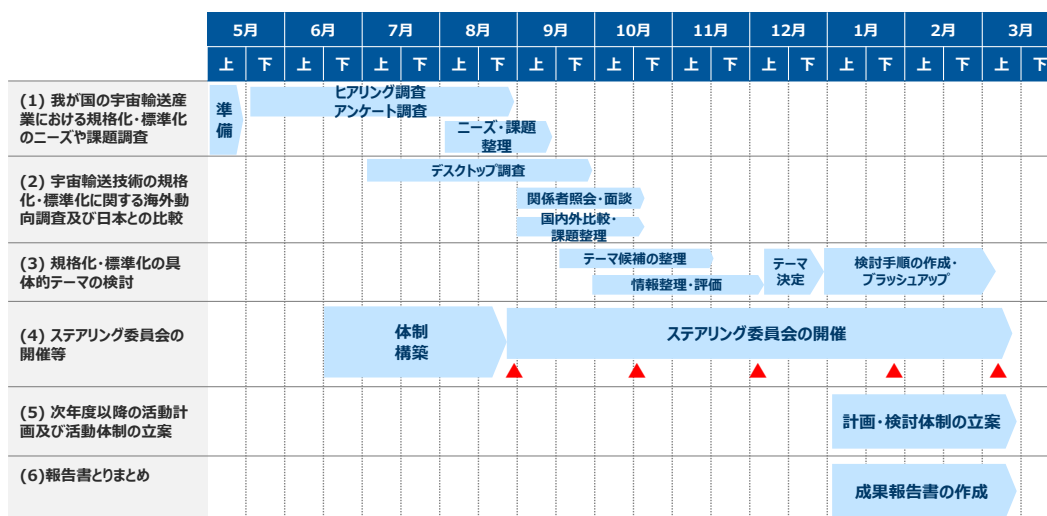 5月 6月 7月 8月 9月 10月 11月 12月 1月 2月 3月
上 下 上 下 上 下 上 下 上 下 上 下 上 下 上 下 上 下 上 下 上 下
(1) 我が国の宇宙輸送産
業における規格化・標準化
のニーズや課題調査
準
備
ヒアリング調査
アンケート調査
ニーズ・課題
整理
(2) 宇宙輸送技術の規格
化・標準化に関する海外動
向調査及び日本との比較
デスクトップ調査
関係者照会・面談
国内外比較・
課題整理
(3) 規格化・標準化の具
体的テーマの検討
テーマ候補の整理
情報整理・評価
テーマ
決定
検討手順の作成・
ブラッシュアップ
(4) ステアリング委員会の
開催等
体制
構築
ステアリング委員会の開催
(5) 次年度以降の活動計
画及び活動体制の立案
計画・検討体制の立案
(6)報告書とりまとめ
成果報告書の作成